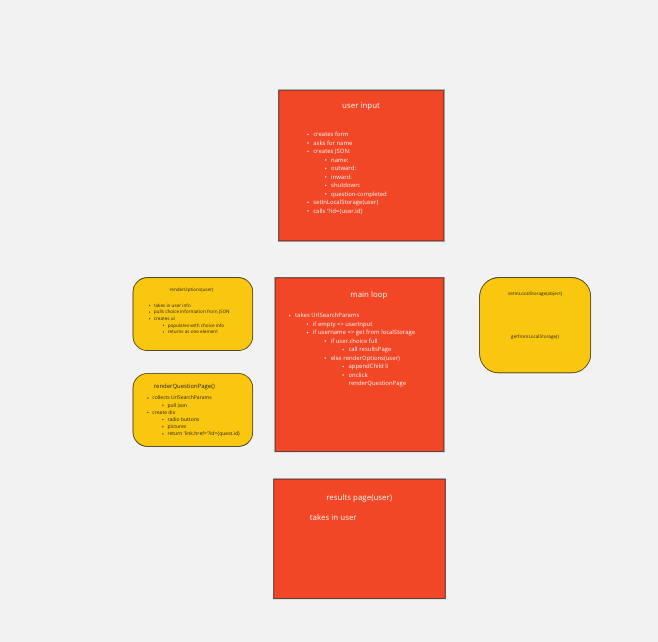 user input
creates form
asks for name
creates JSON:
name:
outward:
inward:
shutdown:
question-completed
setInLocalStorage(user)
calls '?id={user.id}
renderOptions(user)
takes in user info
pulls choice information from JSON
creates ul
populates with choice info
returns as one element
renderQuestionPage()
collects UrlSearchParams
pull json
create div
radio buttons
pictures
return 'link.href='?id={quest.id}
main loop
takes UrlSearchParams
if empty => userInput
if username => get from localStorage
if user.choice full
call resultsPage
else renderOptions(user)
appendChild li
onclick
renderQuestionPage
setInLocalStorage(object)
getfromLocalStorage()
results page(user)
takes in user